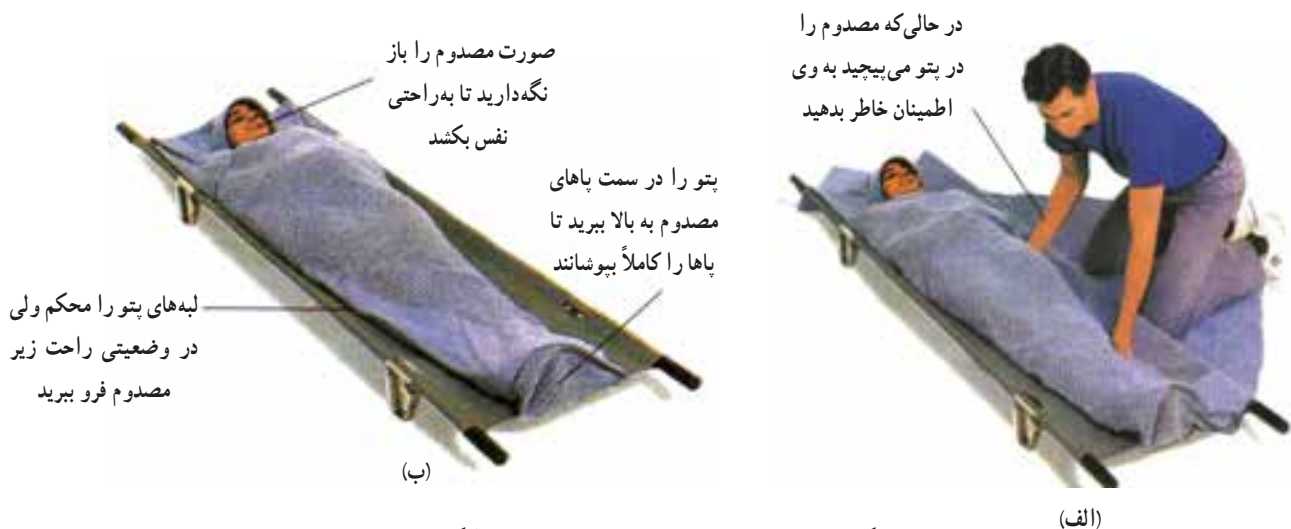 در حالی‌که مصدوم را
در پتو می‌پیچید به وی
اطمینان خاطر بدهید
(الف)
صورت مصدوم را باز
نگه‌دارید تا به‌راحتی
نفس بکشد
پتو را در سمت پاهای
مصدوم به بالا ببرید تا
پاها را کاملاً بپوشانند
لبه‌های پتو را محکم ولی
در وضعیتی راحت زیر
مصدوم فرو ببرید
(ب)